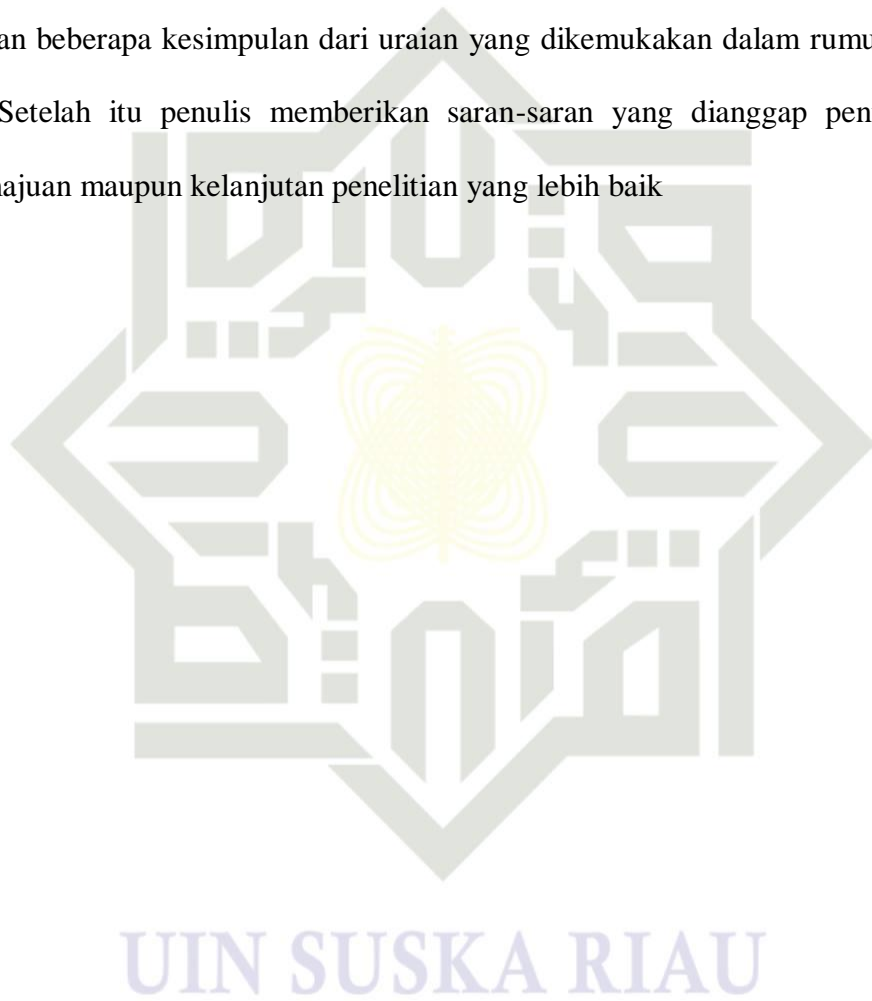 an beberapa kesimpulan dari uraian yang dikemukakan dalam rumu
Setelah itu penulis memberikan saran-saran yang dianggap pen
ajuan maupun kelanjutan penelitian yang lebih baik
UIN SUSKA RIAU